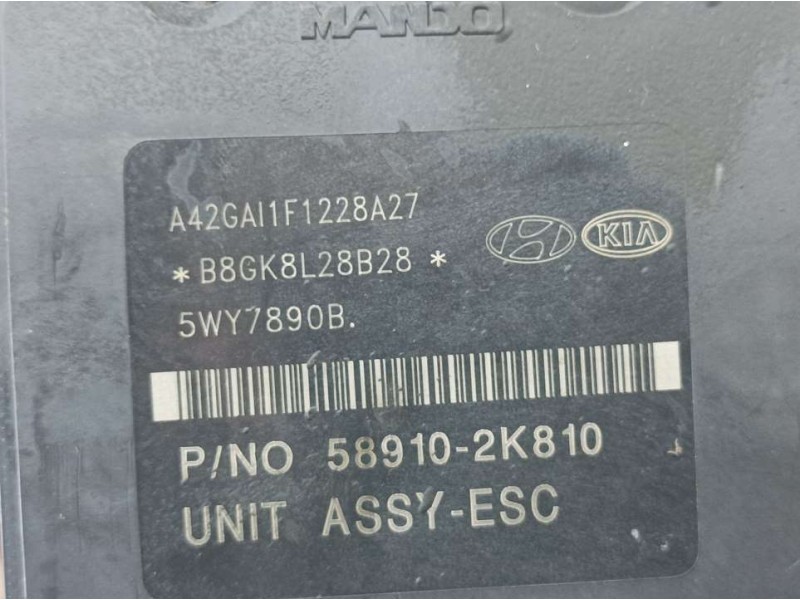 MANDO
A42GAI1F1228A27
*B8GK8L28B28 *
5WY7890B.
KIA
P/NO 58910-2K810
UNIT ASSY-ESC